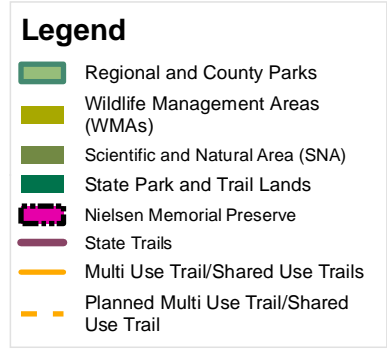 Legend
Regional and County Parks
Wildlife Management Areas
(WMAs)
Scientific and Natural Area (SNA)
State Park and Trail Lands
Nielsen Memorial Preserve
State Trails
Multi Use Trail/Shared Use Trails
Planned Multi Use Trail/Shared
Use Trail